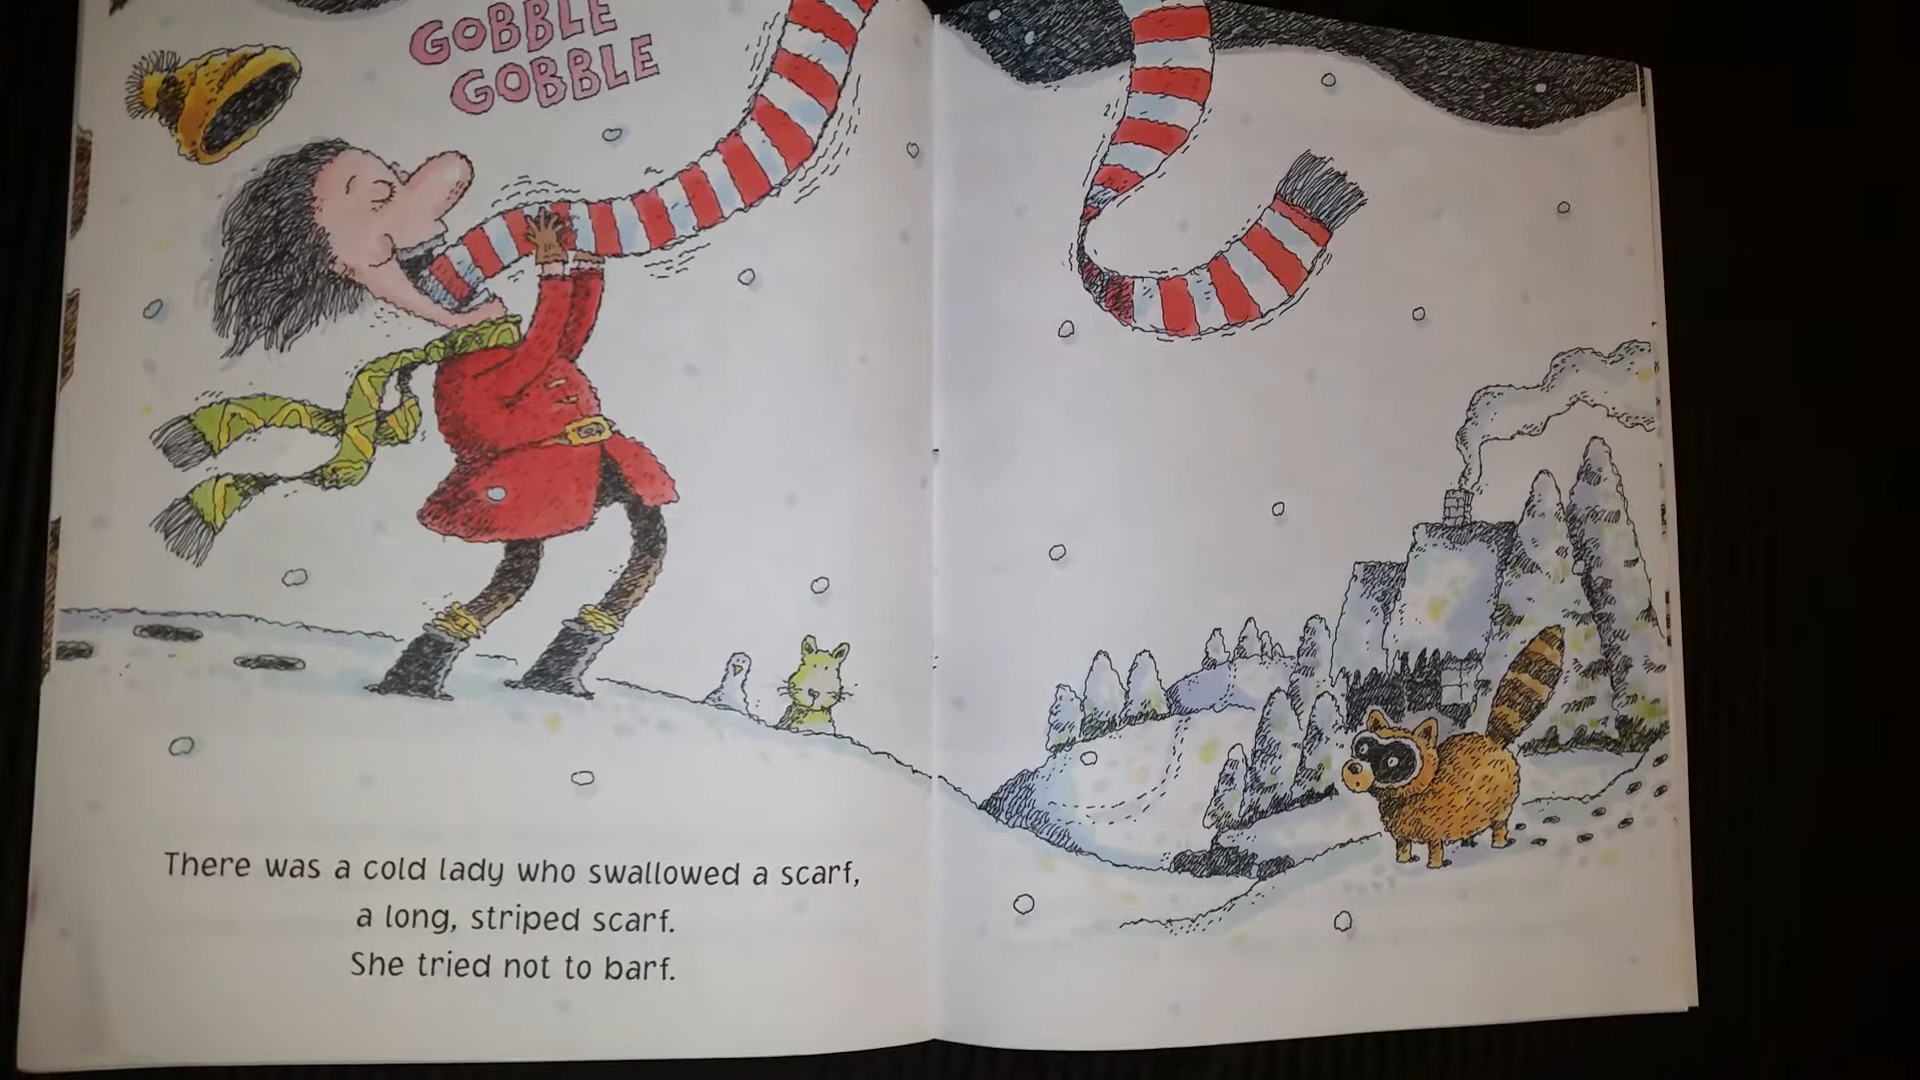 GOBBLE
GOBBLE
There was a cold lady who swallowed a scarf,
a long, striped scarf.
She tried not to barf.